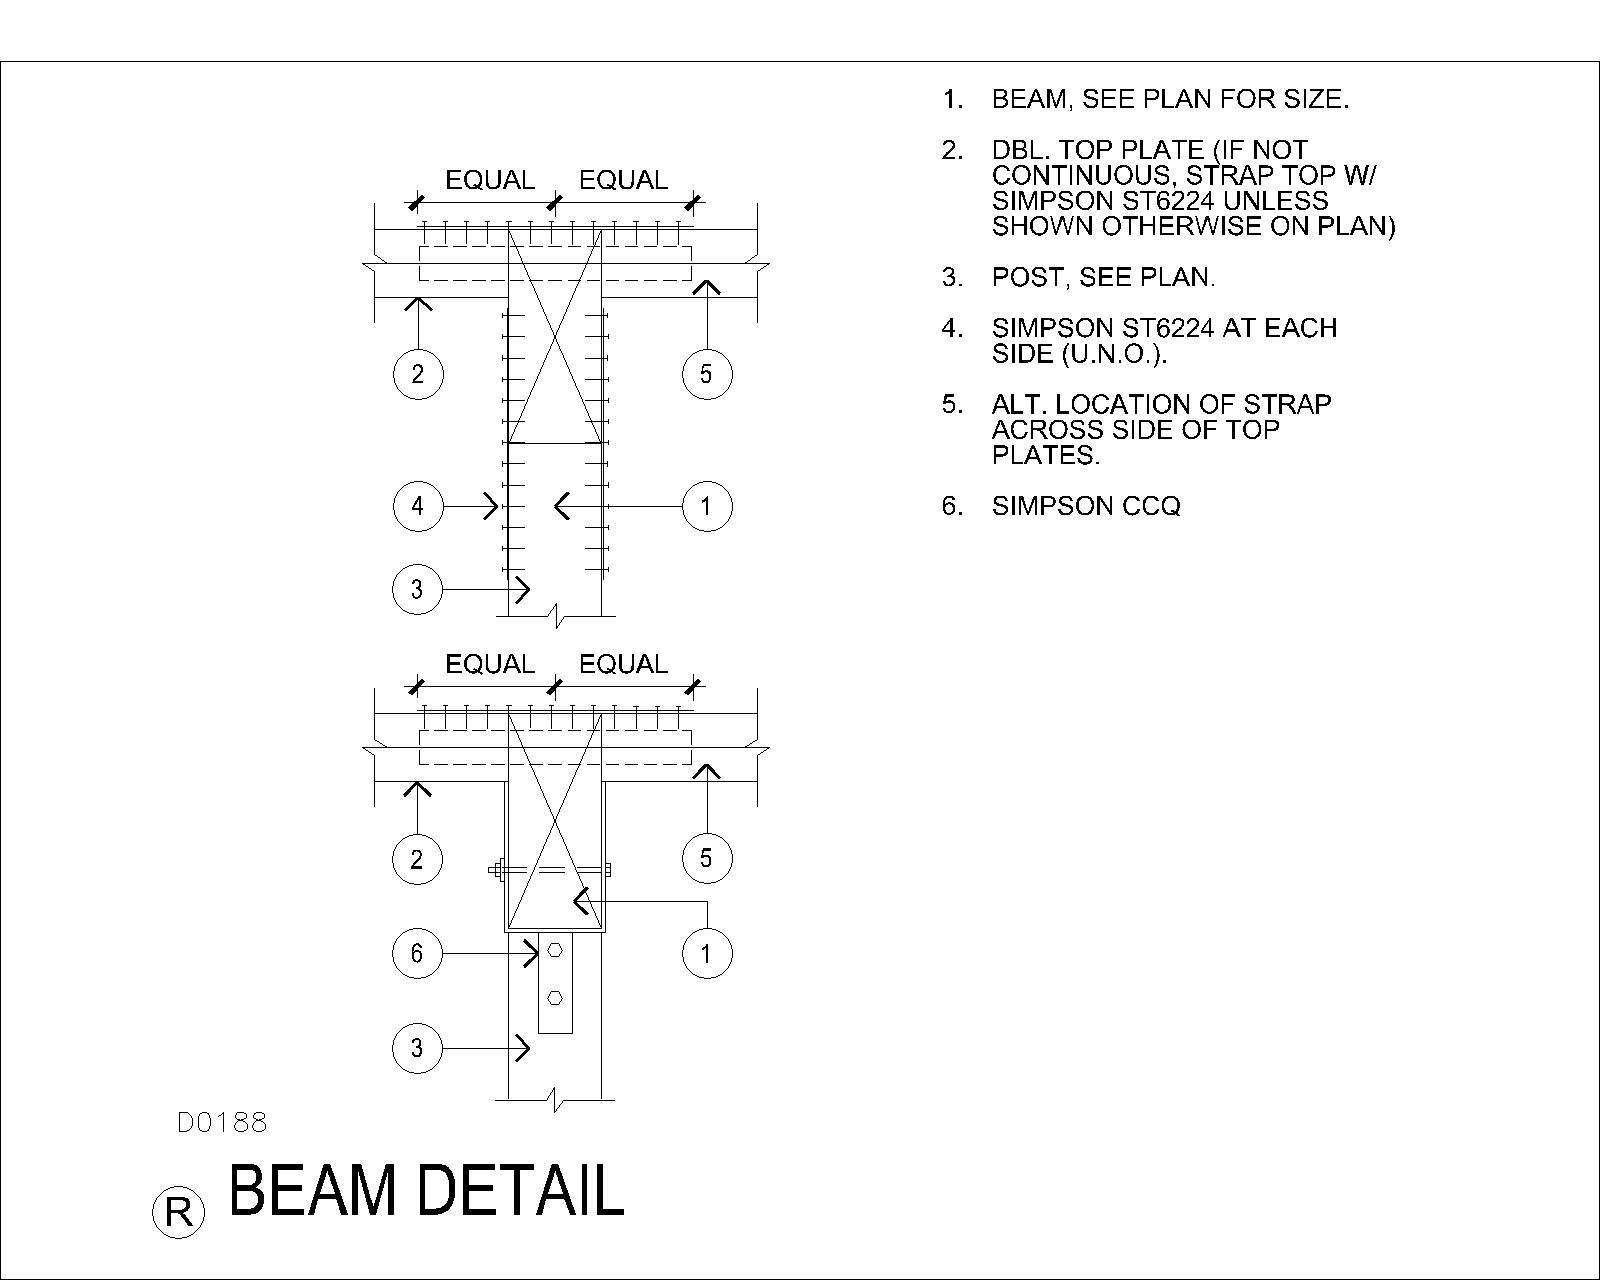 1. BEAM, SEE PLAN FOR SIZE.
2. DBL. TOP PLATE (IF NOT
CONTINUOUS, STRAP TOP W/
SIMPSON ST6224 UNLESS
SHOWN OTHERWISE ON PLAN)
3. POST, SEE PLAN.
4. SIMPSON ST6224 AT EACH
SIDE (U.N.O.).
5. ALT. LOCATION OF STRAP
ACROSS SIDE OF TOP
PLATES.
6. SIMPSON CCQ
EQUAL EQUAL
2 5
4 1
3
EQUAL EQUAL
2 5
6 1
3
D0188
R BEAM DETAIL